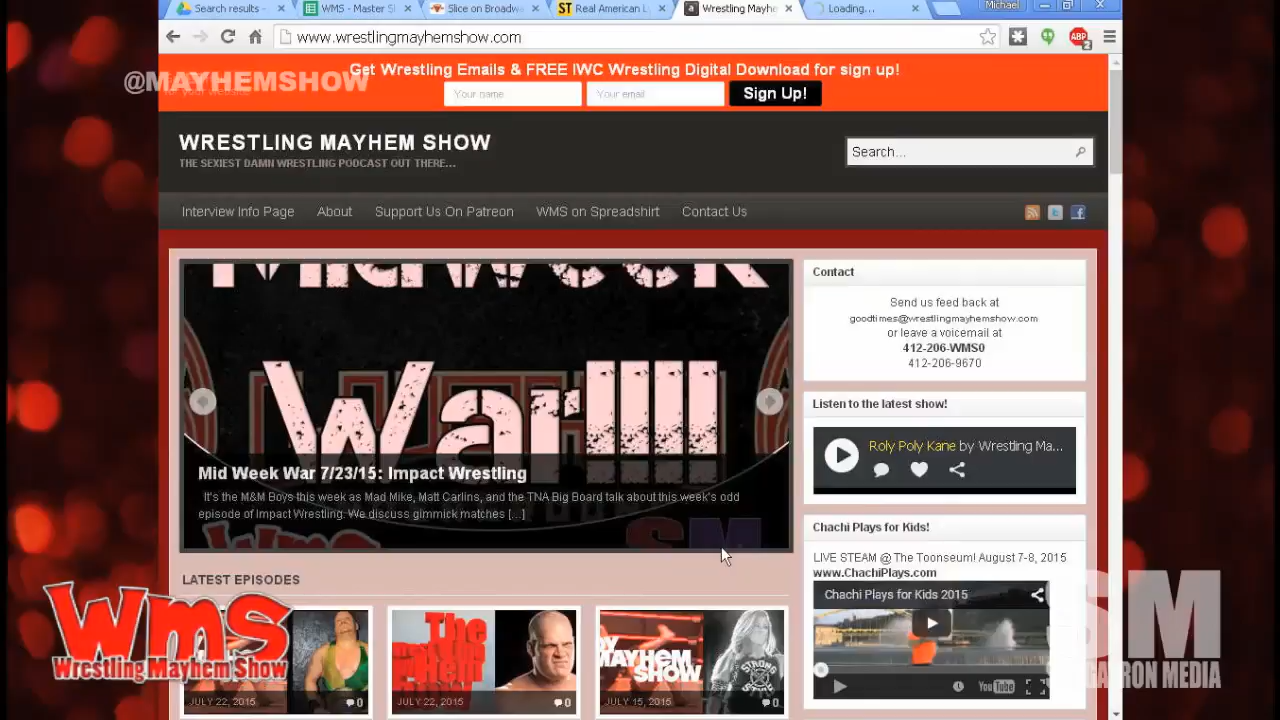 Search results -
WMS - Master S
Slice on Broadw
Real American L
Wrestling Mayhe
Loading...
Michael
www.wrestlingmayhemshow.com
@MAYHEMSHOW
Get Wrestling Emails & FREE IWC Wrestling Digital Download for sign up!
Your name
Your email
Sign Up!
WRESTLING MAYHEM SHOW
THE SEXIEST DAMN WRESTLING PODCAST OUT THERE...
Search...
Interview Info Page
About
Support Us On Patreon
WMS on Spreadshirt
Contact Us
Midweek
War!!!!
Mid Week War 7/23/15: Impact Wrestling
It's the M&M Boys this week as Mad Mike, Matt Carlins, and the TNA Big Board talk about this week's odd
episode of Impact Wrestling. We discuss gimmick matches [...]
Contact
Send us feed back at
goodtimes@wrestlingmayhemshow.com
or leave a voicemail at
412-206-WMS0
412-206-9670
Listen to the latest show!
Roly Poly Kane by Wrestling Ma...
Chachi Plays for Kids!
LIVE STEAM @ The Toonseum! August 7-8, 2015
www.ChachiPlays.com
Chachi Plays for Kids 2015
YouTube
LATEST EPISODES
JULY 22, 2015
0
The
JULY 22, 2015
0
MAYHEM
SHOW
JULY 15, 2015
0
Wms
Wrestling Mayhem Show
SM
GATRON MEDIA